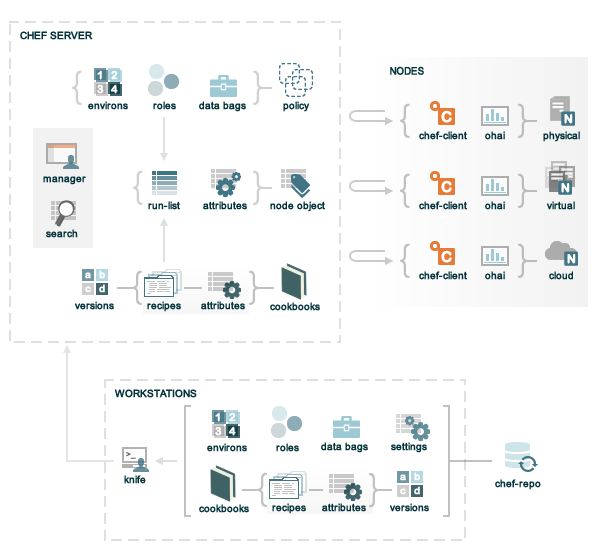 CHEF SERVER
1 2
3 4
environs
roles
data bags
policy
manager
search
run-list
attributes
node object
a b
c d
versions
recipes
attributes
cookbooks
NODES
C
N
chef-client
ohai
physical
C
N
chef-client
ohai
virtual
C
N
chef-client
ohai
cloud
WORKSTATIONS
1 2
3 4
environs
roles
data bags
settings
>_
knife
cookbooks
recipes
attributes
a b
c d
versions
chef-repo